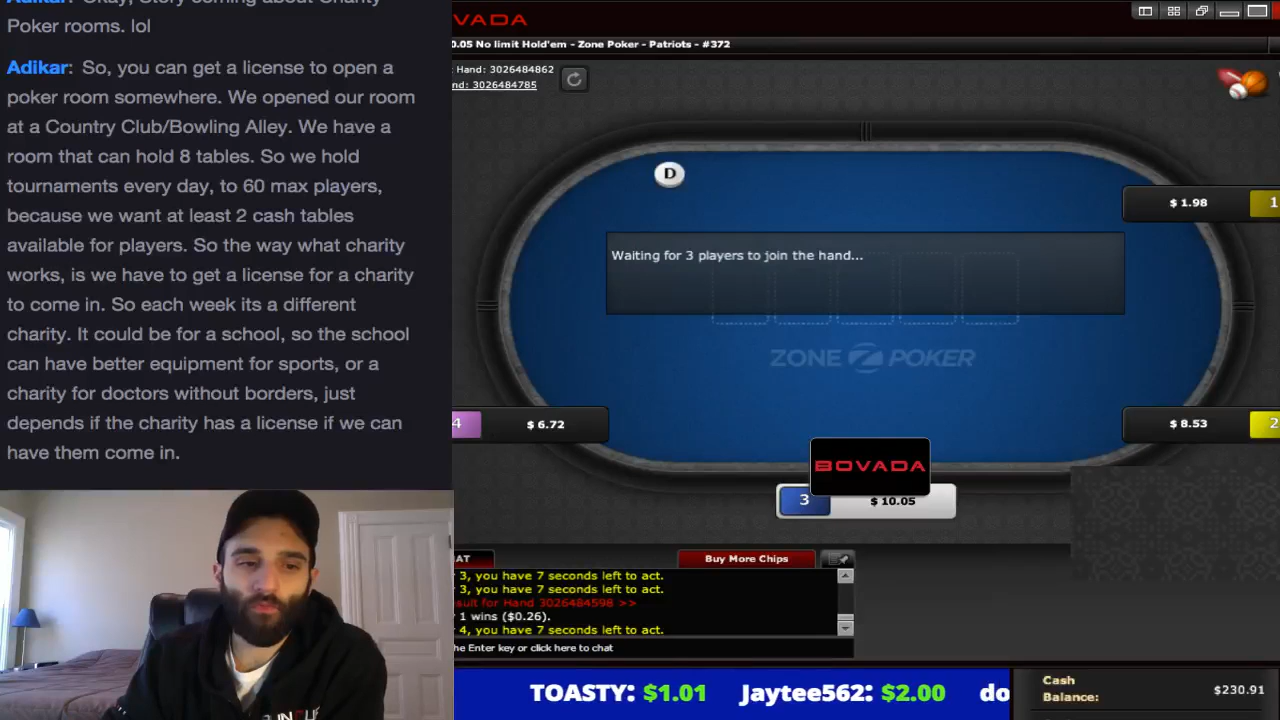 Adikar: Okay, Story coming about Charity
Poker rooms. lol
Adikar: So, you can get a license to open a
poker room somewhere. We opened our room
at a Country Club/Bowling Alley. We have a
room that can hold 8 tables. So we hold
tournaments every day, to 60 max players,
because we want at least 2 cash tables
available for players. So the way what charity
works, is we have to get a license for a charity
to come in. So each week its a different
charity. It could be for a school, so the school
can have better equipment for sports, or a
charity for doctors without borders, just
depends if the charity has a license if we can
have them come in.
VADA
0.05 No limit Hold'em - Zone Poker - Patriots - #372
Hand: 3026484862
nd: 3026484785
D
$ 1.98
1
Waiting for 3 players to join the hand...
ZONE POKER
4
$ 6.72
$ 8.53
2
BOVADA
3
$ 10.05
AT
Buy More Chips
3, you have 7 seconds left to act.
3, you have 7 seconds left to act.
sult for Hand 3026484598 >>
1 wins ($0.26).
4, you have 7 seconds left to act.
he Enter key or click here to chat
TOASTY: $1.01 Jaytee562: $2.00 do
Cash
Balance:
$230.91